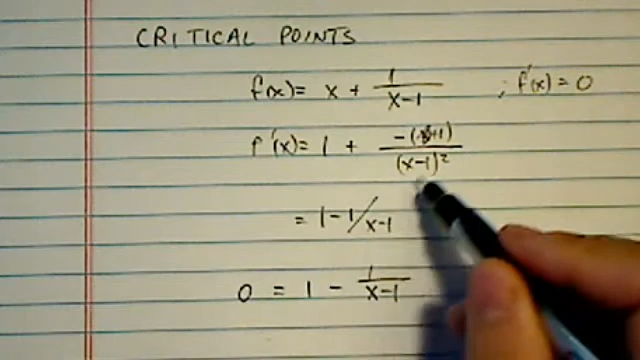 CRITICAL POINTS
f(x) = x + 1/(x-1) ; f'(x) = 0
f'(x) = 1 + -(1)/(x-1)²
= 1 - 1/x-1
0 = 1 - 1/(x-1)